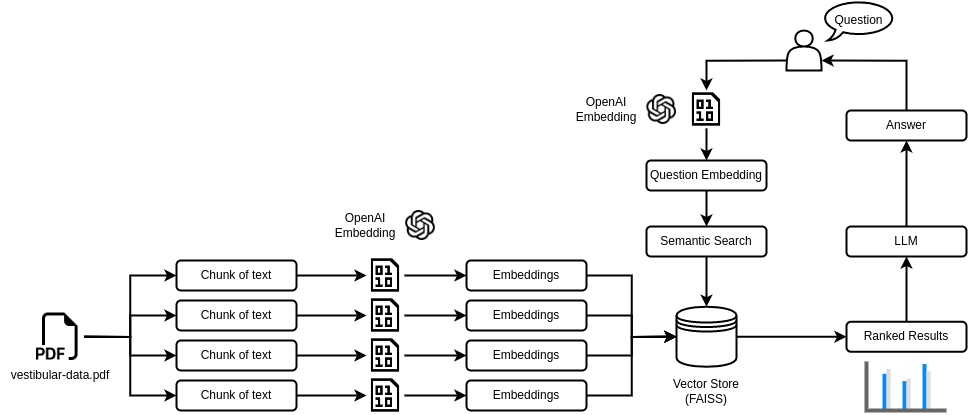 Question
OpenAI
Embedding
01
10
Answer
Question Embedding
OpenAI
Embedding
Semantic Search
LLM
Chunk of text
01
10
Embeddings
Chunk of text
01
10
Embeddings
PDF
Ranked Results
Chunk of text
01
10
Embeddings
vestibular-data.pdf
Vector Store
(FAISS)
Chunk of text
01
10
Embeddings